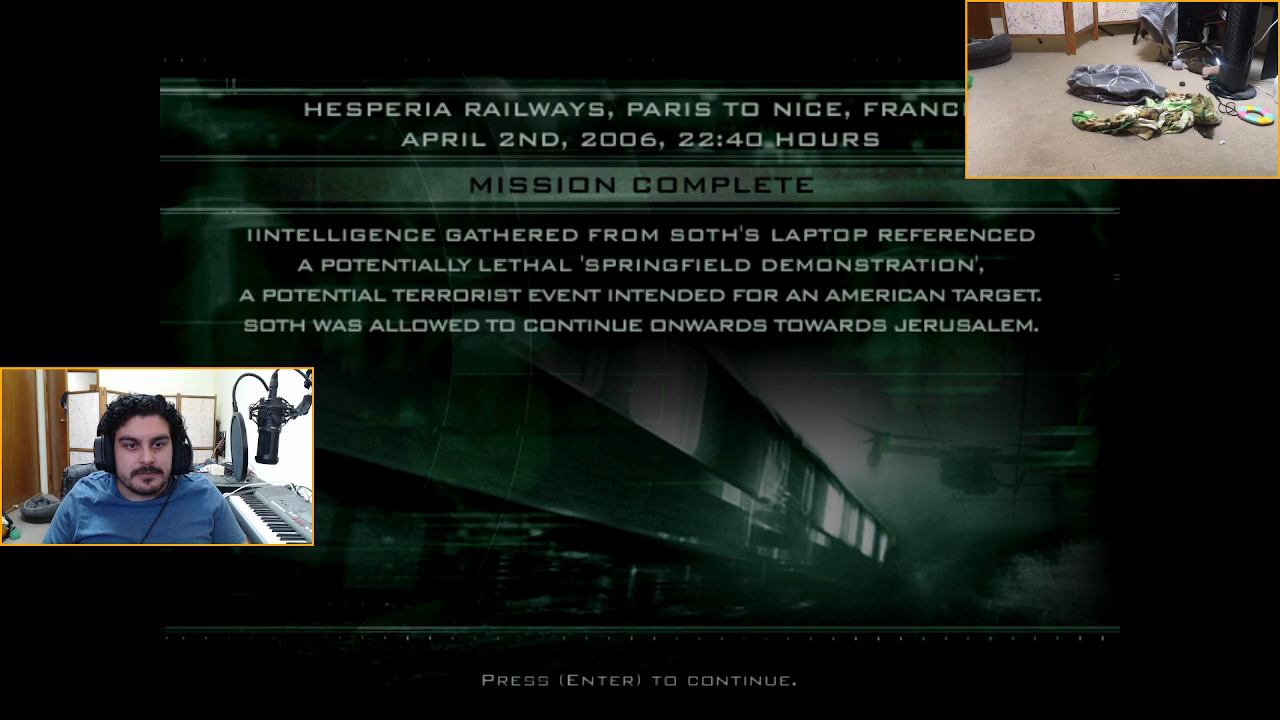 HESPERIA RAILWAYS, PARIS TO NICE, FRANC
APRIL 2ND, 2006, 22:40 HOURS
MISSION COMPLETE
IINTELLIGENCE GATHERED FROM SOTH'S LAPTOP REFERENCED
A POTENTIALLY LETHAL 'SPRINGFIELD DEMONSTRATION',
A POTENTIAL TERRORIST EVENT INTENDED FOR AN AMERICAN TARGET.
SOTH WAS ALLOWED TO CONTINUE ONWARDS TOWARDS JERUSALEM.
PRESS (ENTER) TO CONTINUE.